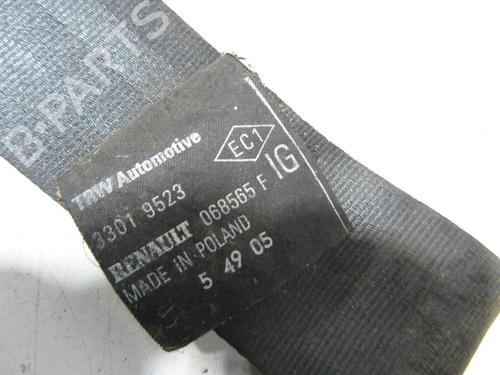 B-PARTS
TRW Automotive
3301 9523
EC1
RENAULT 068565 F IG
MADE IN POLAND
5 49 05